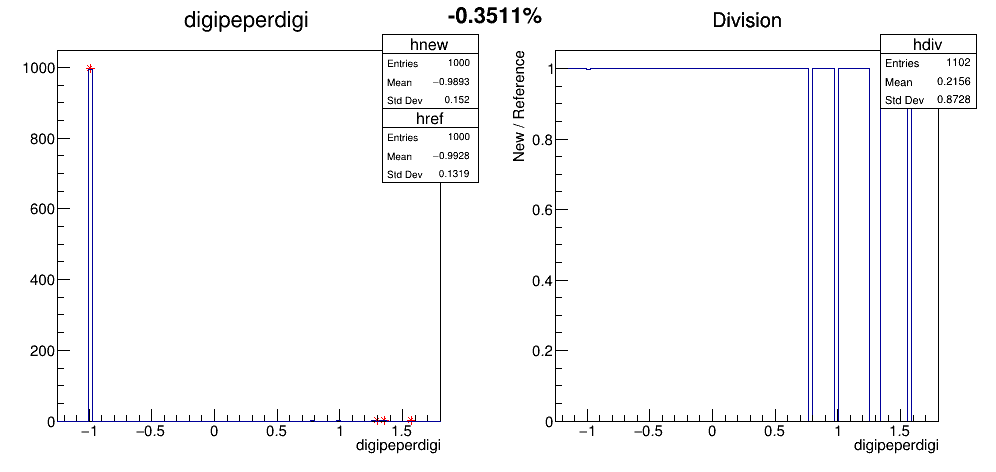 -0.3511%
digipeperdigi
hnew
Entries 1000
Mean −0.9893
Std Dev 0.152
href
Entries 1000
Mean −0.9928
Std Dev 0.1319
1000
800
600
400
200
0
−1 −0.5 0 0.5 1 1.5
digipeperdigi
Division
hdiv
Entries 1102
Mean 0.2156
Std Dev 0.8728
New / Reference
1
0.8
0.6
0.4
0.2
0
−1 −0.5 0 0.5 1 1.5
digipeperdigi